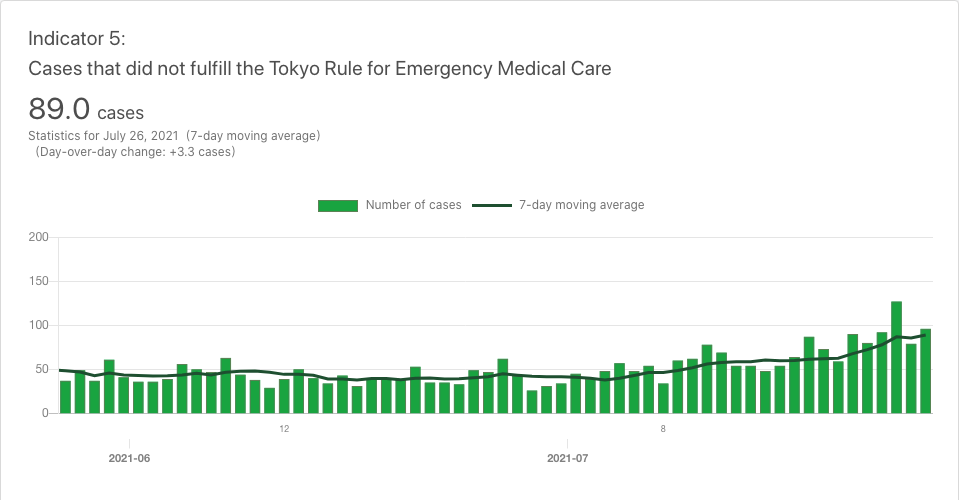 Indicator 5:
Cases that did not fulfill the Tokyo Rule for Emergency Medical Care
89.0 cases
Statistics for July 26, 2021 (7-day moving average)
(Day-over-day change: +3.3 cases)
Number of cases 7-day moving average
200
150
100
50
0
12 8
2021-06 2021-07